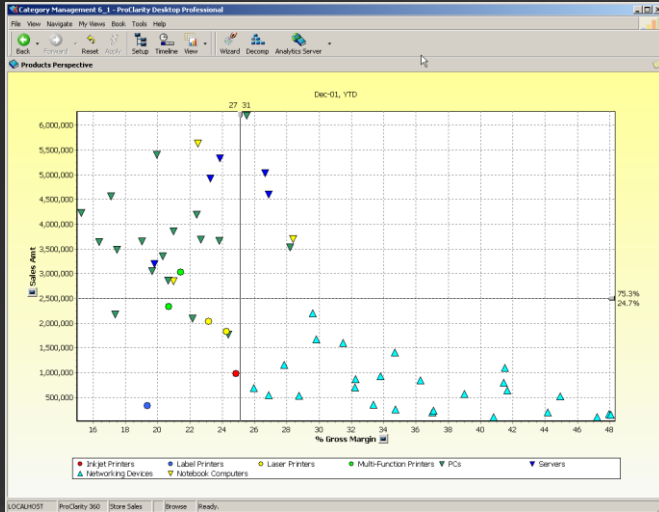 Category Management 6_1 - ProClarity Desktop Professional
File View Navigate My Views Book Tools Help
Back Forward Reset Apply Setup Timeline View Wizard Decomp Analytics Server
Products Perspective
Dec-01, YTD
27 31
6,000,000
5,500,000
5,000,000
4,500,000
4,000,000
3,500,000
3,000,000
2,500,000
2,000,000
1,500,000
1,000,000
500,000
Sales Amt
75.3%
24.7%
16 18 20 22 24 26 28 30 32 34 36 38 40 42 44 46 48
% Gross Margin
Inkjet Printers Label Printers Laser Printers Multi-Function Printers PCs Servers
Networking Devices Notebook Computers
LOCALHOST ProClarity 360 Store Sales Browse Ready.